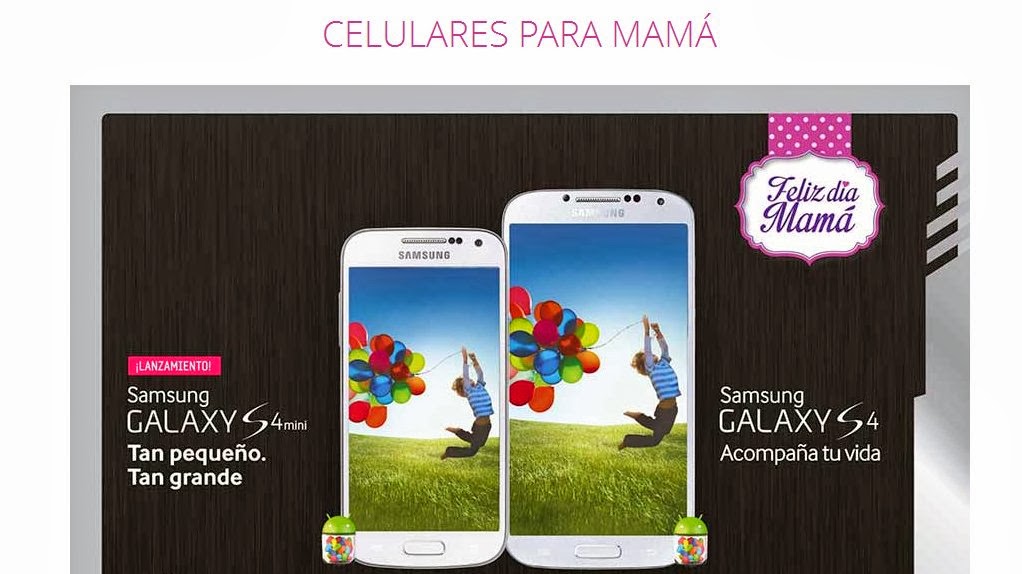 CELULARES PARA MAMÁ
Feliz día
Mamá
SAMSUNG
SAMSUNG
¡LANZAMIENTO!
Samsung
GALAXY S4 mini
Tan pequeño.
Tan grande
Samsung
GALAXY S4
Acompaña tu vida